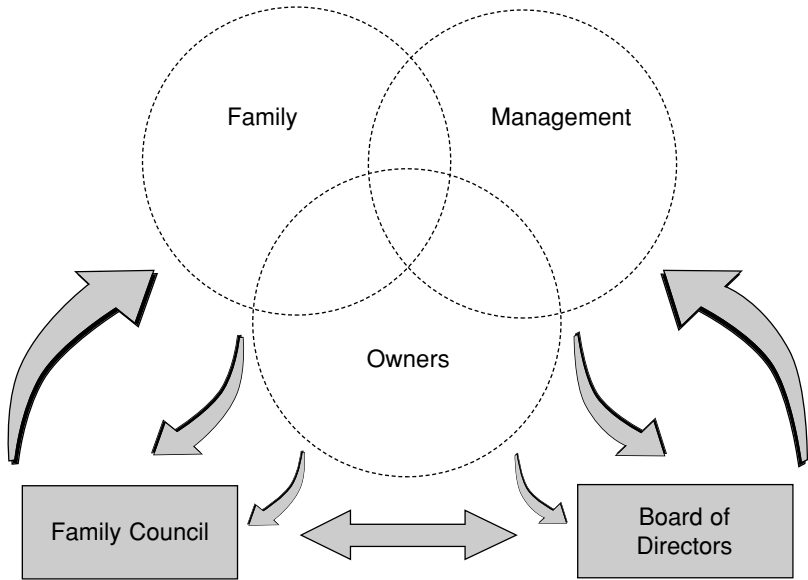 Family
Management
Owners
Family Council
Board of
Directors